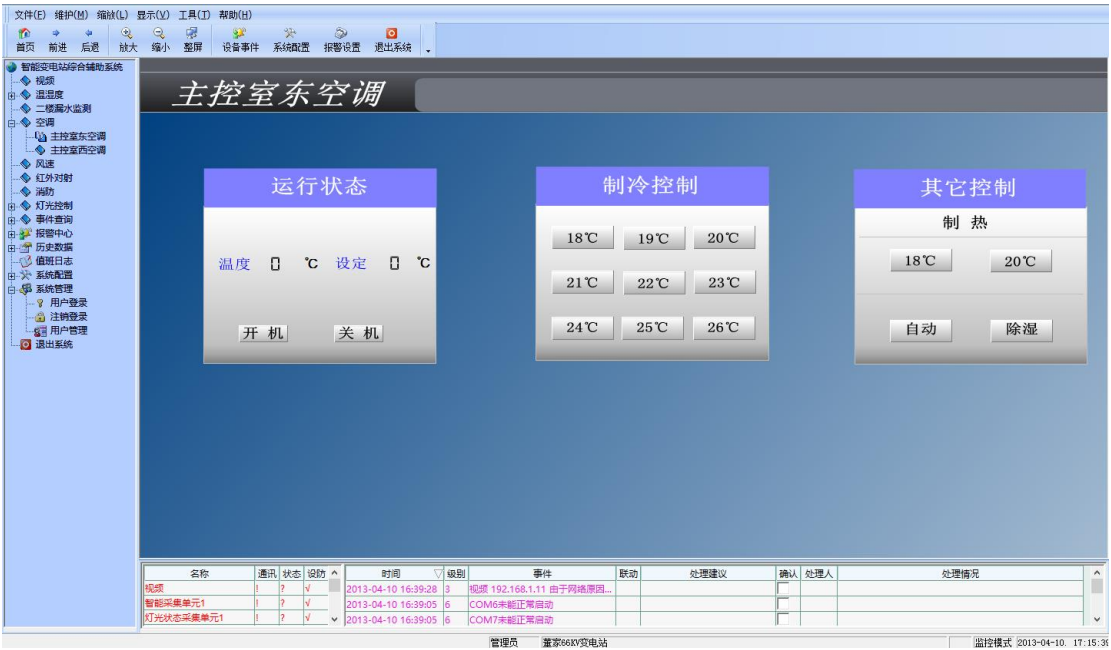 文件(F) 维护(M) 缩放(L) 显示(V) 工具(T) 帮助(H)
首页 前进 后退 放大 缩小 整屏 设备事件 系统配置 报警设置 退出系统
智能变电站综合辅助系统
视频
温湿度
二楼漏水监测
空调
主控室东空调
主控室西空调
风速
红外对射
消防
灯光控制
事件查询
报警中心
历史数据
值班日志
系统配置
系统管理
用户登录
注销登录
用户管理
退出系统
主控室东空调
运行状态
温度 0 ℃ 设定 0 ℃
开 机 关 机
制冷控制
18℃ 19℃ 20℃
21℃ 22℃ 23℃
24℃ 25℃ 26℃
其它控制
制 热
18℃ 20℃
自动 除湿
名称 通讯 状态 设防 时间 级别 事件 联动 处理建议 确认 处理人 处理情况
视频 ! ? √ 2013-04-10 16:39:28 3 视频 192.168.1.11 由于网络原因...
智能采集单元1 ! ? √ 2013-04-10 16:39:05 6 COM6未能正常启动
灯光状态采集单元1 ! ? √ 2013-04-10 16:39:05 6 COM7未能正常启动
管理员 董家66KV变电站 监控模式 2013-04-10. 17:15:39